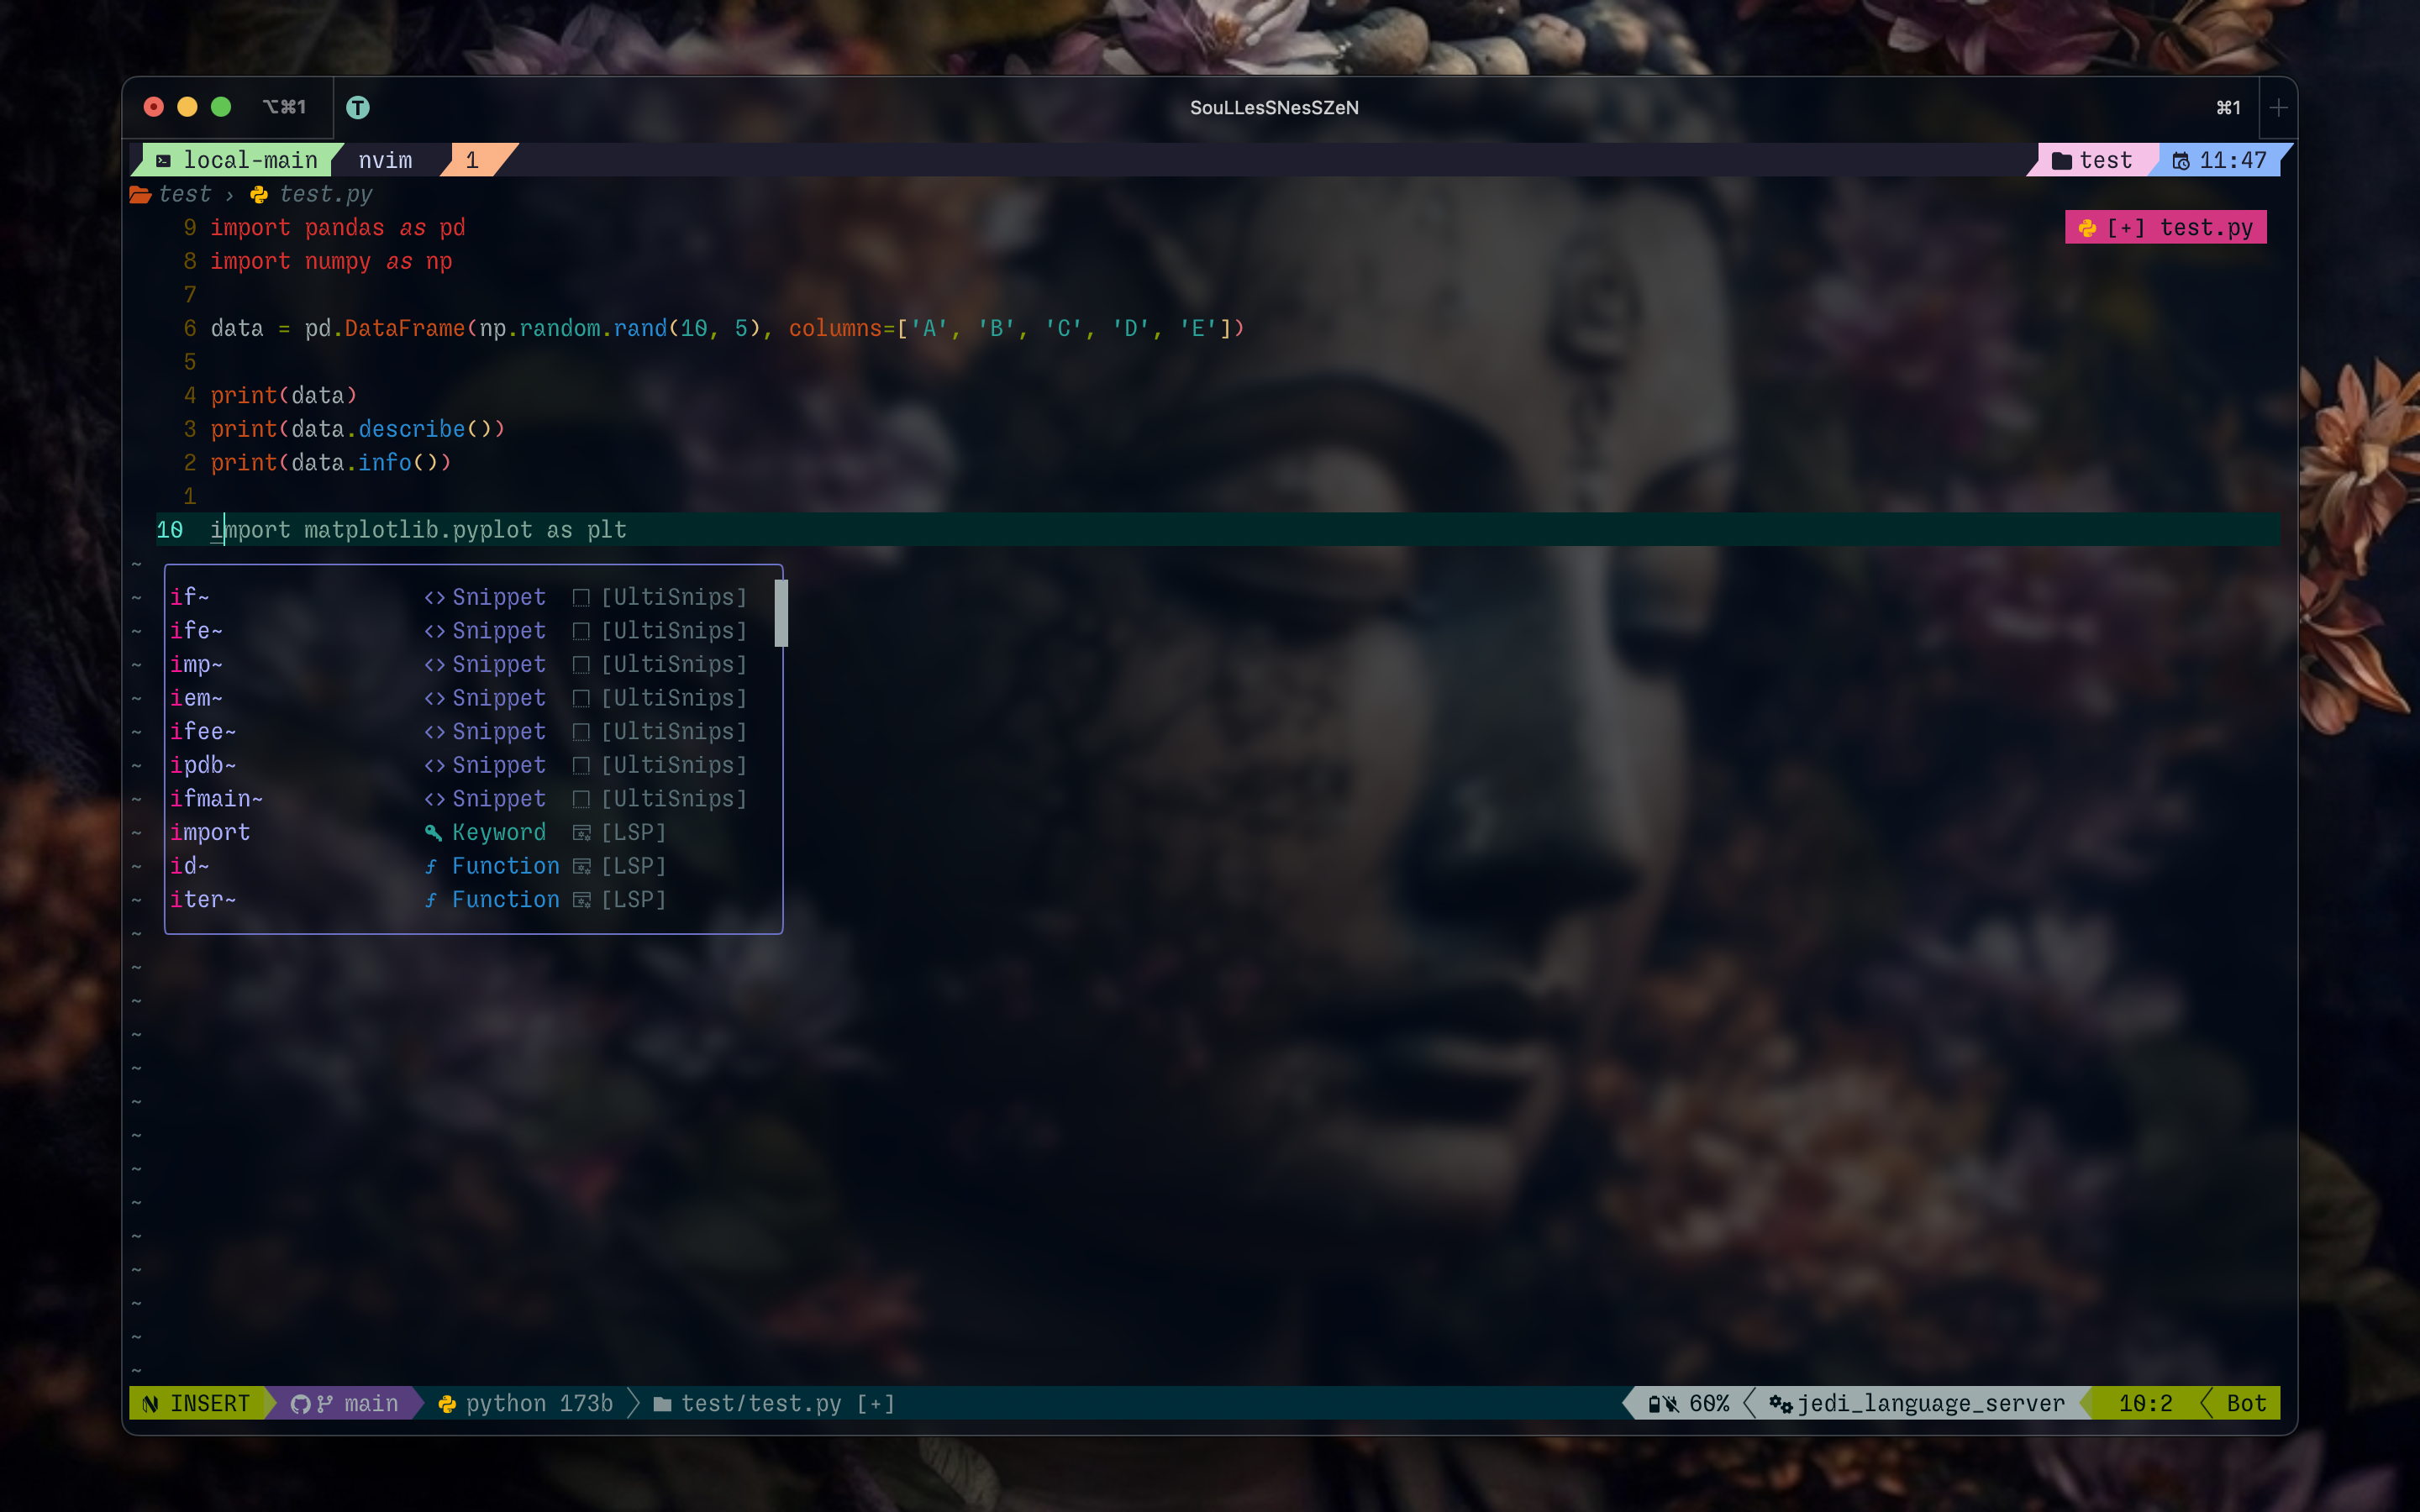 ⌥⌘1 T SouLLesSNesSZeN ⌘1
local-main nvim 1 test 11:47
test › test.py
9 import pandas as pd
[+] test.py
8 import numpy as np
7
6 data = pd.DataFrame(np.random.rand(10, 5), columns=['A', 'B', 'C', 'D', 'E'])
5
4 print(data)
3 print(data.describe())
2 print(data.info())
1
10 import matplotlib.pyplot as plt
~
~ if~ <> Snippet [UltiSnips]
~ ife~ <> Snippet [UltiSnips]
~ imp~ <> Snippet [UltiSnips]
~ iem~ <> Snippet [UltiSnips]
~ ifee~ <> Snippet [UltiSnips]
~ ipdb~ <> Snippet [UltiSnips]
~ ifmain~ <> Snippet [UltiSnips]
~ import Keyword [LSP]
~ id~ f Function [LSP]
~ iter~ f Function [LSP]
~
~
~
~
~
~
~
~
~
~
~
~
~
~
INSERT main python 173b test/test.py [+] 60% jedi_language_server 10:2 Bot